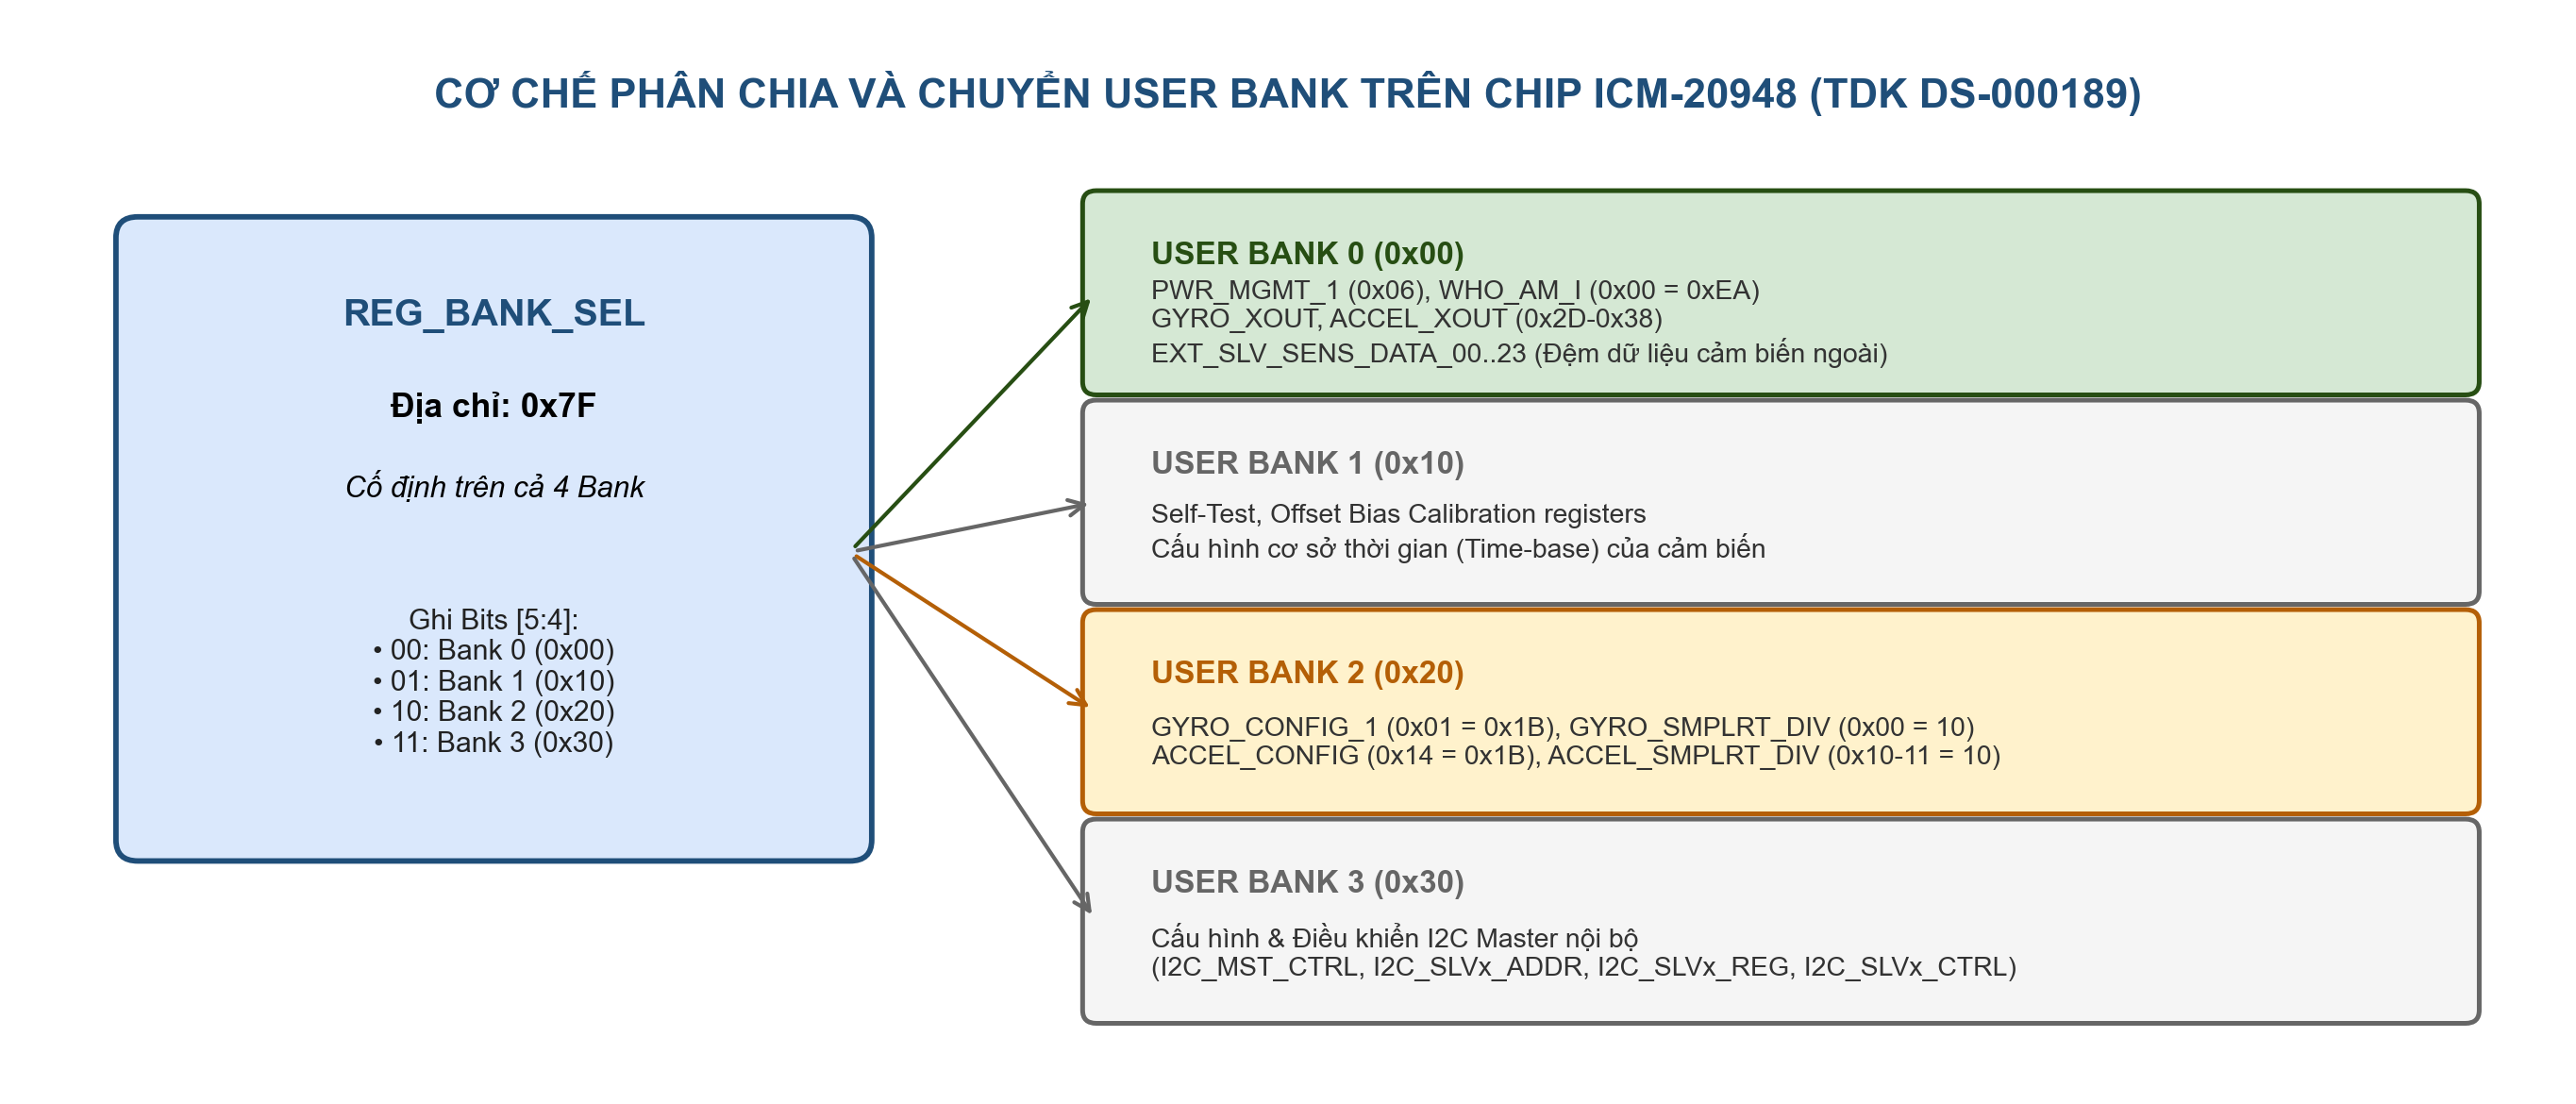 CƠ CHẾ PHÂN CHIA VÀ CHUYỂN USER BANK TRÊN CHIP ICM-20948 (TDK DS-000189)
REG_BANK_SEL
Địa chỉ: 0x7F
Cố định trên cả 4 Bank
Ghi Bits [5:4]:
• 00: Bank 0 (0x00)
• 01: Bank 1 (0x10)
• 10: Bank 2 (0x20)
• 11: Bank 3 (0x30)
USER BANK 0 (0x00)
PWR_MGMT_1 (0x06), WHO_AM_I (0x00 = 0xEA)
GYRO_XOUT, ACCEL_XOUT (0x2D-0x38)
EXT_SLV_SENS_DATA_00..23 (Đệm dữ liệu cảm biến ngoài)
USER BANK 1 (0x10)
Self-Test, Offset Bias Calibration registers
Cấu hình cơ sở thời gian (Time-base) của cảm biến
USER BANK 2 (0x20)
GYRO_CONFIG_1 (0x01 = 0x1B), GYRO_SMPLRT_DIV (0x00 = 10)
ACCEL_CONFIG (0x14 = 0x1B), ACCEL_SMPLRT_DIV (0x10-11 = 10)
USER BANK 3 (0x30)
Cấu hình & Điều khiển I2C Master nội bộ
(I2C_MST_CTRL, I2C_SLVx_ADDR, I2C_SLVx_REG, I2C_SLVx_CTRL)